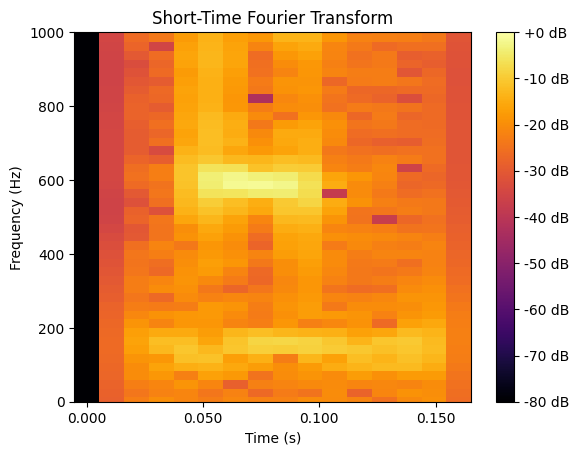 Short-Time Fourier Transform
Frequency (Hz)
1000
800
600
400
200
0
0.000
0.050
0.100
0.150
Time (s)
+0 dB
-10 dB
-20 dB
-30 dB
-40 dB
-50 dB
-60 dB
-70 dB
-80 dB